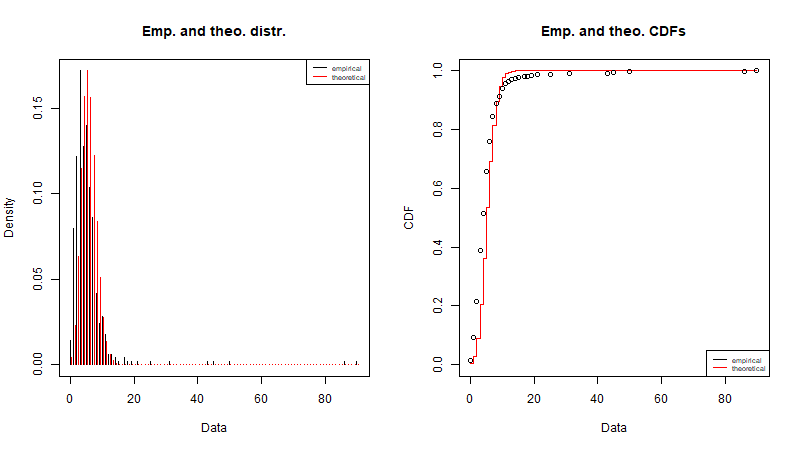 Emp. and theo. distr.
empirical
theoretical
Density
0.00
0.05
0.10
0.15
0
20
40
60
80
Data
Emp. and theo. CDFs
CDF
0.0
0.2
0.4
0.6
0.8
1.0
empirical
theoretical
0
20
40
60
80
Data